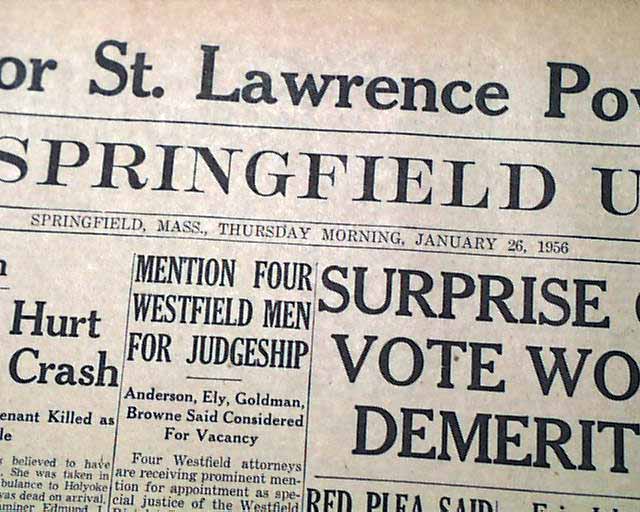 or St. Lawrence Pow
SPRINGFIELD U
SPRINGFIELD, MASS., THURSDAY MORNING, JANUARY 26, 1956
Hurt
Crash
enant Killed as
believed to have
. She was taken in
bulance to Holyoke
was dead on arrival.
aminer Edmund J.
MENTION FOUR
WESTFIELD MEN
FOR JUDGESHIP
Anderson, Ely, Goldman,
Browne Said Considered
For Vacancy
Four Westfield attorneys
are receiving prominent men-
tion for appointment as spe-
cial justice of the Westfield
SURPRISE
VOTE WO
DEMERIT
RED PLEA SAID